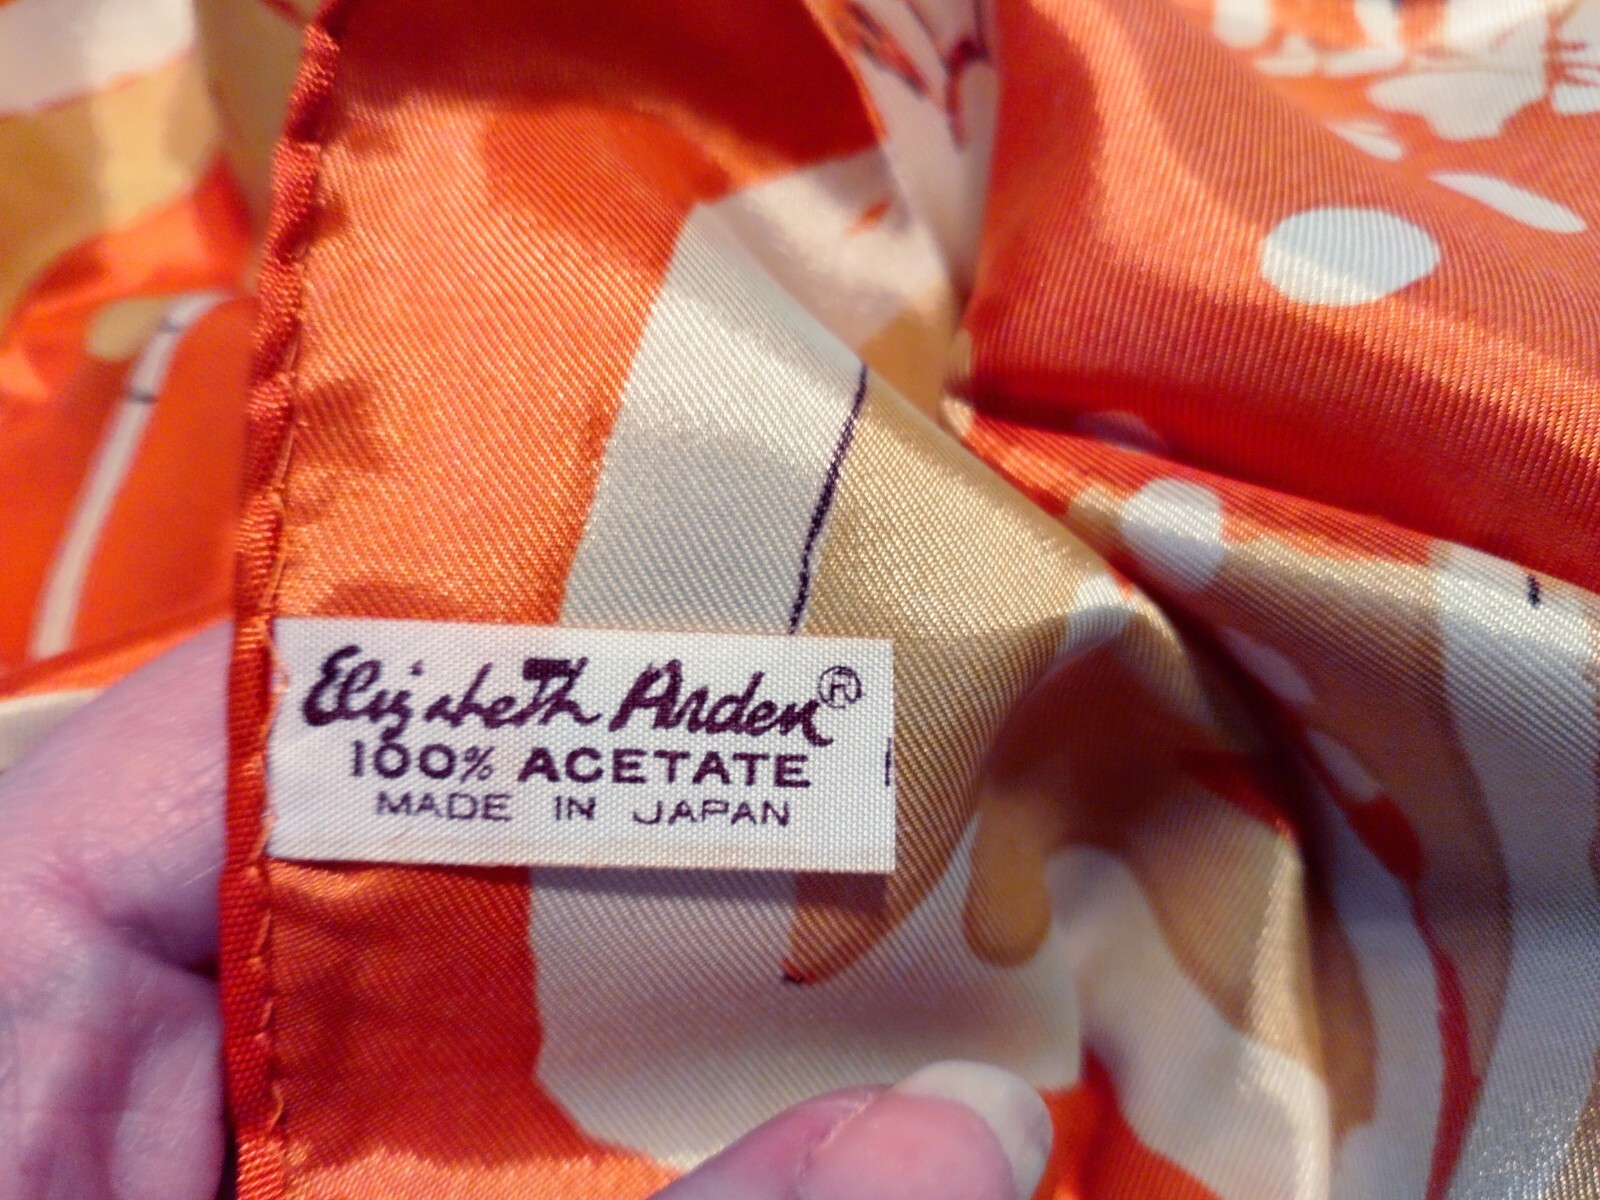 Elizabeth Arden®
100% ACETATE
MADE IN JAPAN